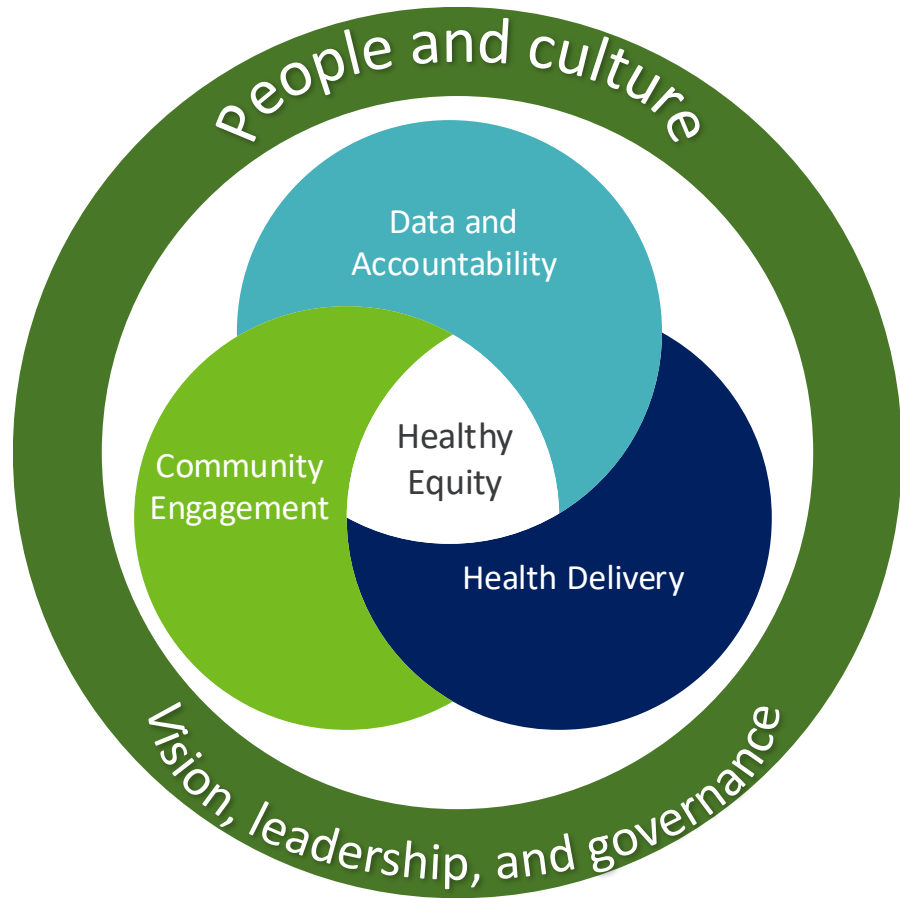 People and culture
Data and
Accountability
Healthy
Equity
Community
Engagement
Health Delivery
Vision, leadership, and governance